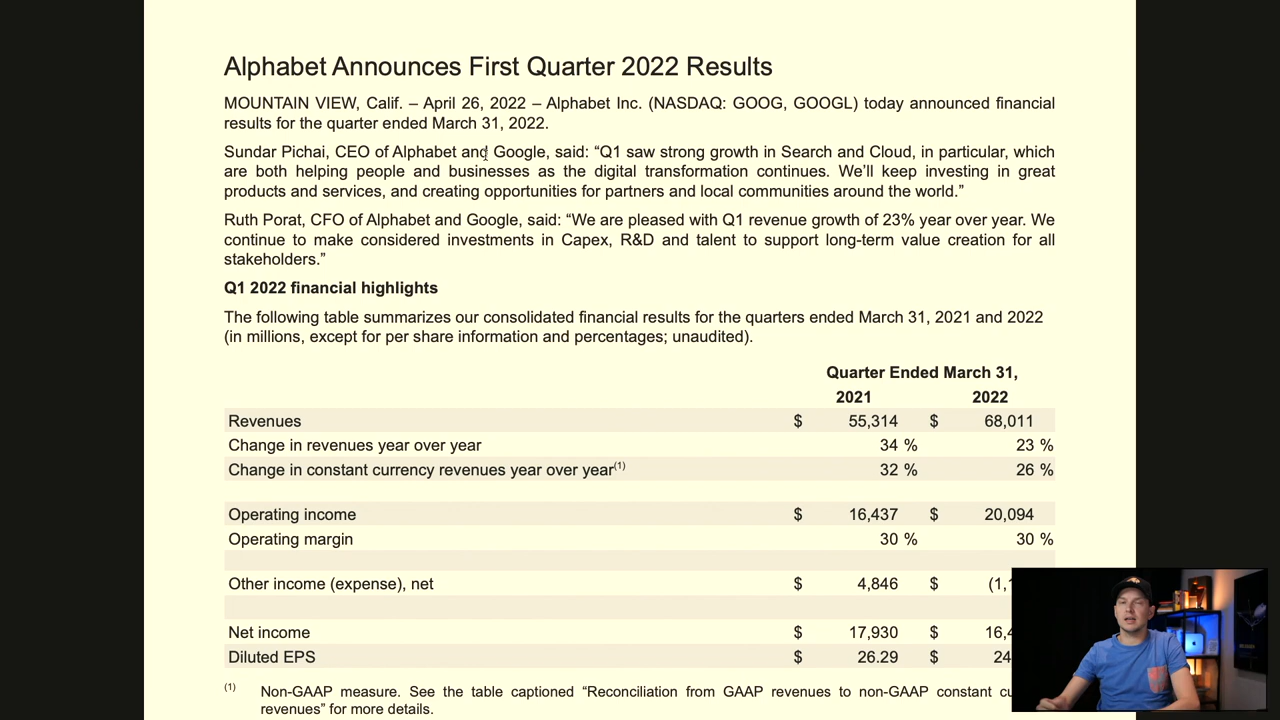 Alphabet Announces First Quarter 2022 Results
MOUNTAIN VIEW, Calif. – April 26, 2022 – Alphabet Inc. (NASDAQ: GOOG, GOOGL) today announced financial
results for the quarter ended March 31, 2022.
Sundar Pichai, CEO of Alphabet and Google, said: “Q1 saw strong growth in Search and Cloud, in particular, which
are both helping people and businesses as the digital transformation continues. We’ll keep investing in great
products and services, and creating opportunities for partners and local communities around the world.”
Ruth Porat, CFO of Alphabet and Google, said: “We are pleased with Q1 revenue growth of 23% year over year. We
continue to make considered investments in Capex, R&D and talent to support long-term value creation for all
stakeholders.”
Q1 2022 financial highlights
The following table summarizes our consolidated financial results for the quarters ended March 31, 2021 and 2022
(in millions, except for per share information and percentages; unaudited).
Quarter Ended March 31,
2021 2022
Revenues $ 55,314 $ 68,011
Change in revenues year over year 34 % 23 %
Change in constant currency revenues year over year(1) 32 % 26 %
Operating income $ 16,437 $ 20,094
Operating margin 30 % 30 %
Other income (expense), net $ 4,846 $ (1,1
Net income $ 17,930 $ 16,4
Diluted EPS $ 26.29 $ 24
(1) Non-GAAP measure. See the table captioned “Reconciliation from GAAP revenues to non-GAAP constant cu
revenues” for more details.